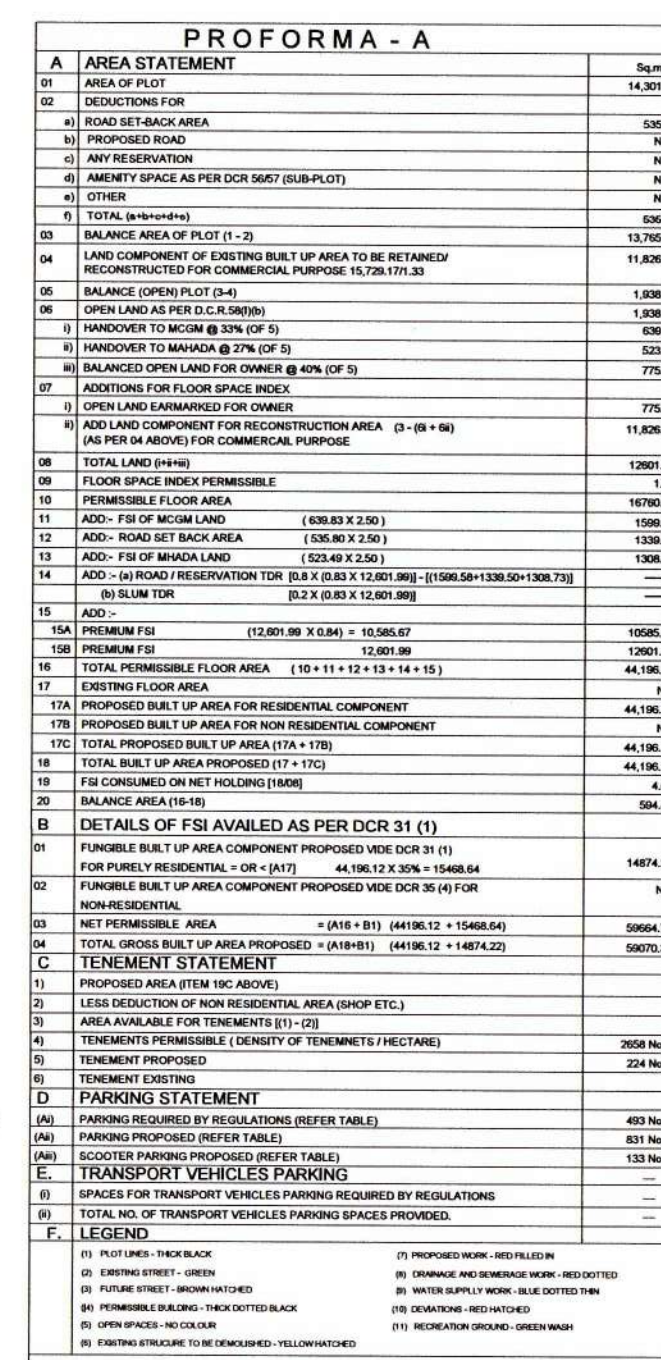 PROFORMA - A
A AREA STATEMENT Sq.m
01 AREA OF PLOT 14,301
02 DEDUCTIONS FOR
a) ROAD SET-BACK AREA 535
b) PROPOSED ROAD N
c) ANY RESERVATION N
d) AMENITY SPACE AS PER DCR 56/57 (SUB-PLOT) N
e) OTHER N
f) TOTAL (a+b+c+d+e) 536
03 BALANCE AREA OF PLOT (1 - 2) 13,765
04 LAND COMPONENT OF EXISTING BUILT UP AREA TO BE RETAINED/ 11,826
RECONSTRUCTED FOR COMMERCIAL PURPOSE 15,729.17/1.33
05 BALANCE (OPEN) PLOT (3-4) 1,938
06 OPEN LAND AS PER D.C.R.58(I)(b) 1,938
i) HANDOVER TO MCGM @ 33% (OF 5) 639
ii) HANDOVER TO MAHADA @ 27% (OF 5) 523
iii) BALANCED OPEN LAND FOR OWNER @ 40% (OF 5) 775
07 ADDITIONS FOR FLOOR SPACE INDEX
i) OPEN LAND EARMARKED FOR OWNER 775
ii) ADD LAND COMPONENT FOR RECONSTRUCTION AREA (3 - (6i + 6ii) 11,826
(AS PER 04 ABOVE) FOR COMMERCAIL PURPOSE
08 TOTAL LAND (i+ii+iii) 12601.
09 FLOOR SPACE INDEX PERMISSIBLE 1.
10 PERMISSIBLE FLOOR AREA 16760.
11 ADD:- FSI OF MCGM LAND (639.83 X 2.50) 1599
12 ADD:- ROAD SET BACK AREA (535.80 X 2.50) 1339.
13 ADD:- FSI OF MHADA LAND (523.49 X 2.50) 1308.
14 ADD :- (a) ROAD / RESERVATION TDR [0.8 X (0.83 X 12,601.99)] - [(1599.58+1339.50+1308.73)] —
(b) SLUM TDR [0.2 X (0.83 X 12,601.99)] —
15 ADD :-
15A PREMIUM FSI (12,601.99 X 0.84) = 10,585.67 10585.
15B PREMIUM FSI 12,601.99 12601.
16 TOTAL PERMISSIBLE FLOOR AREA (10 + 11 + 12 + 13 + 14 + 15) 44,196.
17 EXISTING FLOOR AREA N
17A PROPOSED BUILT UP AREA FOR RESIDENTIAL COMPONENT 44,196.
17B PROPOSED BUILT UP AREA FOR NON RESIDENTIAL COMPONENT N
17C TOTAL PROPOSED BUILT UP AREA (17A + 17B) 44,196.
18 TOTAL BUILT UP AREA PROPOSED (17 + 17C) 44,196.
19 FSI CONSUMED ON NET HOLDING [18/08] 4.
20 BALANCE AREA (16-18) 594.
B DETAILS OF FSI AVAILED AS PER DCR 31 (1)
01 FUNGIBLE BUILT UP AREA COMPONENT PROPOSED VIDE DCR 31 (1)
FOR PURELY RESIDENTIAL = OR < [A17] 44,196.12 X 35% = 15468.64 14874.
02 FUNGIBLE BUILT UP AREA COMPONENT PROPOSED VIDE DCR 35 (4) FOR N
NON-RESIDENTIAL
03 NET PERMISSIBLE AREA = (A16 + B1) (44196.12 + 15468.64) 59664.
04 TOTAL GROSS BUILT UP AREA PROPOSED = (A18+B1) (44196.12 + 14874.22) 59070.
C TENEMENT STATEMENT
1) PROPOSED AREA (ITEM 19C ABOVE)
2) LESS DEDUCTION OF NON RESIDENTIAL AREA (SHOP ETC.)
3) AREA AVAILABLE FOR TENEMENTS [(1) - (2)]
4) TENEMENTS PERMISSIBLE ( DENSITY OF TENEMNETS / HECTARE) 2658 No
5) TENEMENT PROPOSED 224 No
6) TENEMENT EXISTING
D PARKING STATEMENT
(Ai) PARKING REQUIRED BY REGULATIONS (REFER TABLE) 493 No
(Aii) PARKING PROPOSED (REFER TABLE) 831 No
(Aiii) SCOOTER PARKING PROPOSED (REFER TABLE) 133 No
E. TRANSPORT VEHICLES PARKING —
(i) SPACES FOR TRANSPORT VEHICLES PARKING REQUIRED BY REGULATIONS —
(ii) TOTAL NO. OF TRANSPORT VEHICLES PARKING SPACES PROVIDED. —
F. LEGEND
(1) PLOT LINES - THICK BLACK (7) PROPOSED WORK - RED FILLED IN
(2) EXISTING STREET - GREEN (8) DRAINAGE AND SEWERAGE WORK - RED DOTTED
(3) FUTURE STREET - BROWN HATCHED (9) WATER SUPPLLY WORK - BLUE DOTTED THIN
(4) PERMISSIBLE BUILDING - THICK DOTTED BLACK (10) DEVIATIONS - RED HATCHED
(5) OPEN SPACES - NO COLOUR (11) RECREATION GROUND - GREEN WASH
(6) EXISTING STRUCURE TO BE DEMOLISHED - YELLOW HATCHED